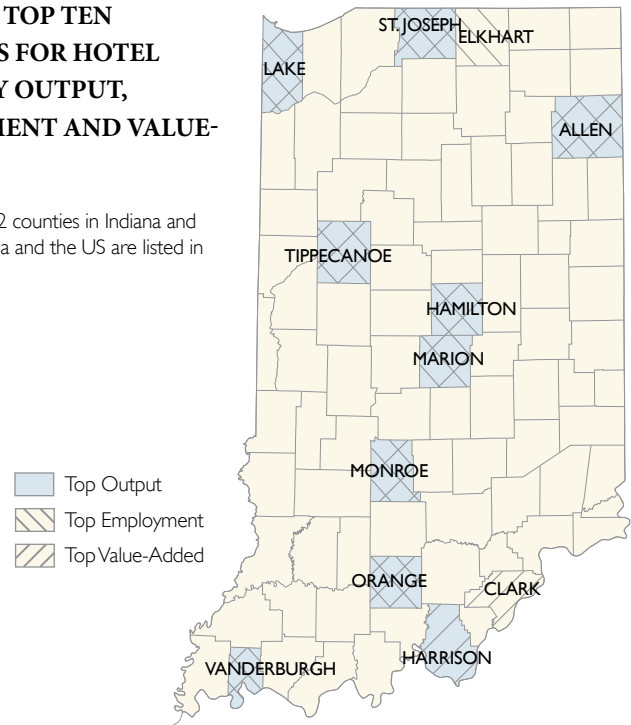 TOP TEN
S FOR HOTEL
Y OUTPUT,
MENT AND VALUE-
2 counties in Indiana and
a and the US are listed in
ST. JOSEPH
ELKHART
LAKE
ALLEN
TIPPECANOE
HAMILTON
MARION
MONROE
ORANGE
CLARK
HARRISON
VANDERBURGH
Top Output
Top Employment
Top Value-Added